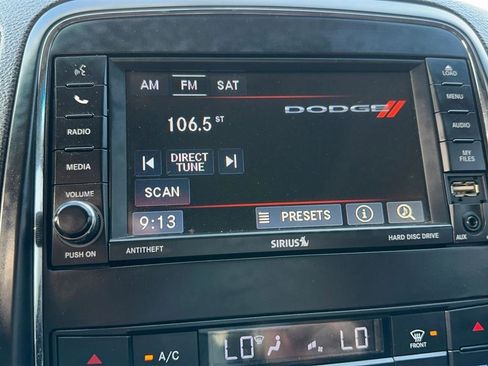 AM FM SAT
LOAD
DODGE
MENU
106.5 ST
RADIO
AUDIO
MEDIA
DIRECT
TUNE
MY
FILES
SCAN
VOLUME
9:13
PRESETS
PUSH ON
ANTITHEFT
SIRIUS
HARD DISC DRIVE
AUX
A/C
LO
LO
FRONT